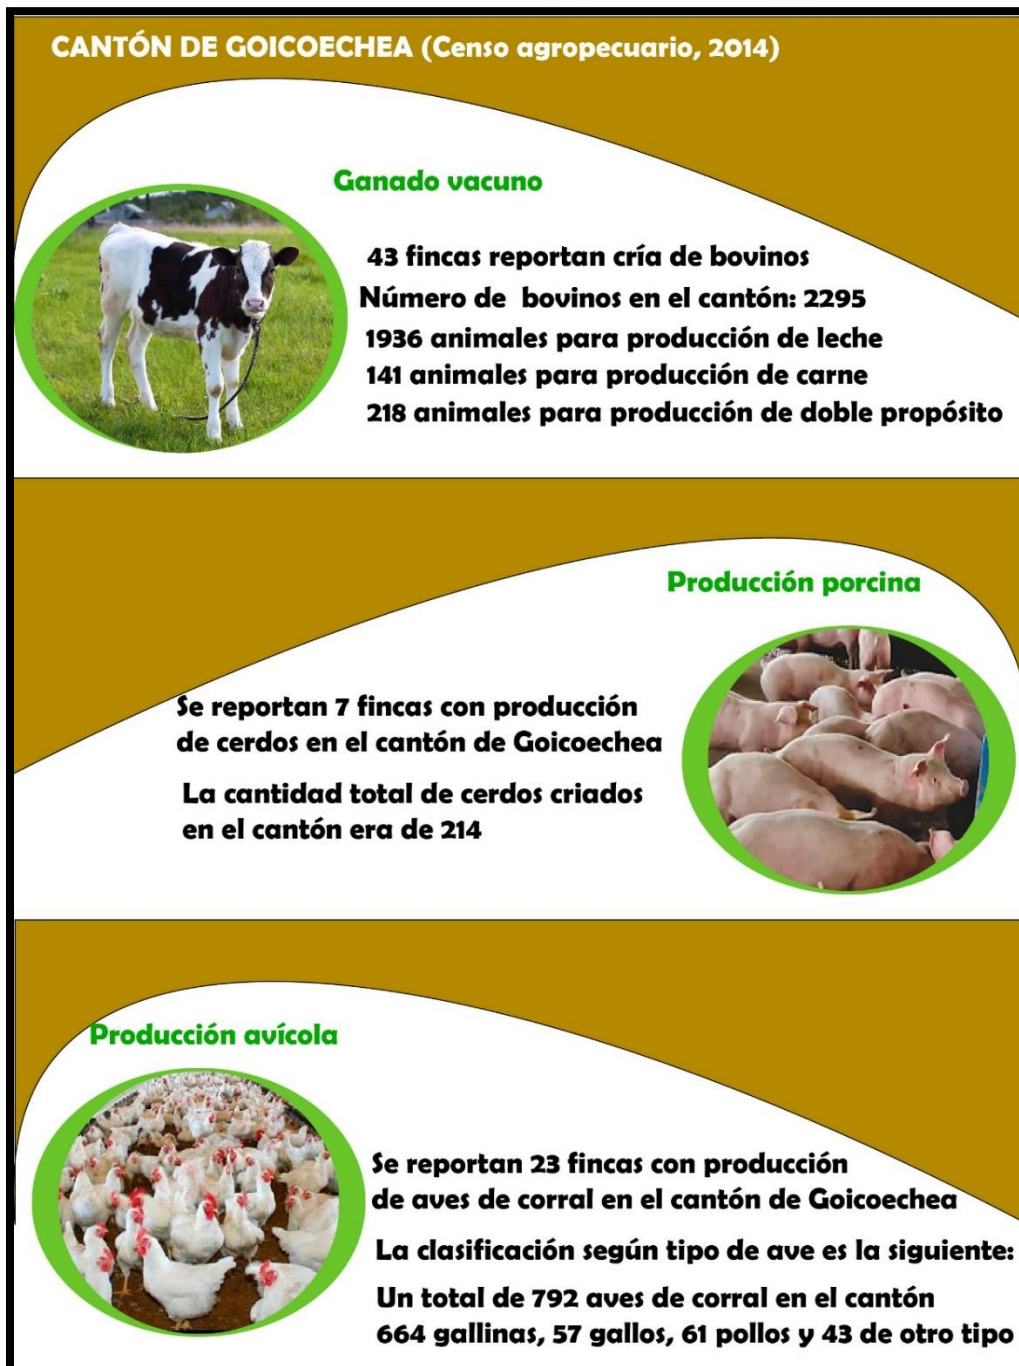 CANTÓN DE GOICOECHEA (Censo agropecuario, 2014)
Ganado vacuno
43 fincas reportan cría de bovinos
Número de bovinos en el cantón: 2295
1936 animales para producción de leche
141 animales para producción de carne
218 animales para producción de doble propósito
Producción porcina
Se reportan 7 fincas con producción
de cerdos en el cantón de Goicoechea
La cantidad total de cerdos criados
en el cantón era de 214
Producción avícola
Se reportan 23 fincas con producción
de aves de corral en el cantón de Goicoechea
La clasificación según tipo de ave es la siguiente:
Un total de 792 aves de corral en el cantón
664 gallinas, 57 gallos, 61 pollos y 43 de otro tipo